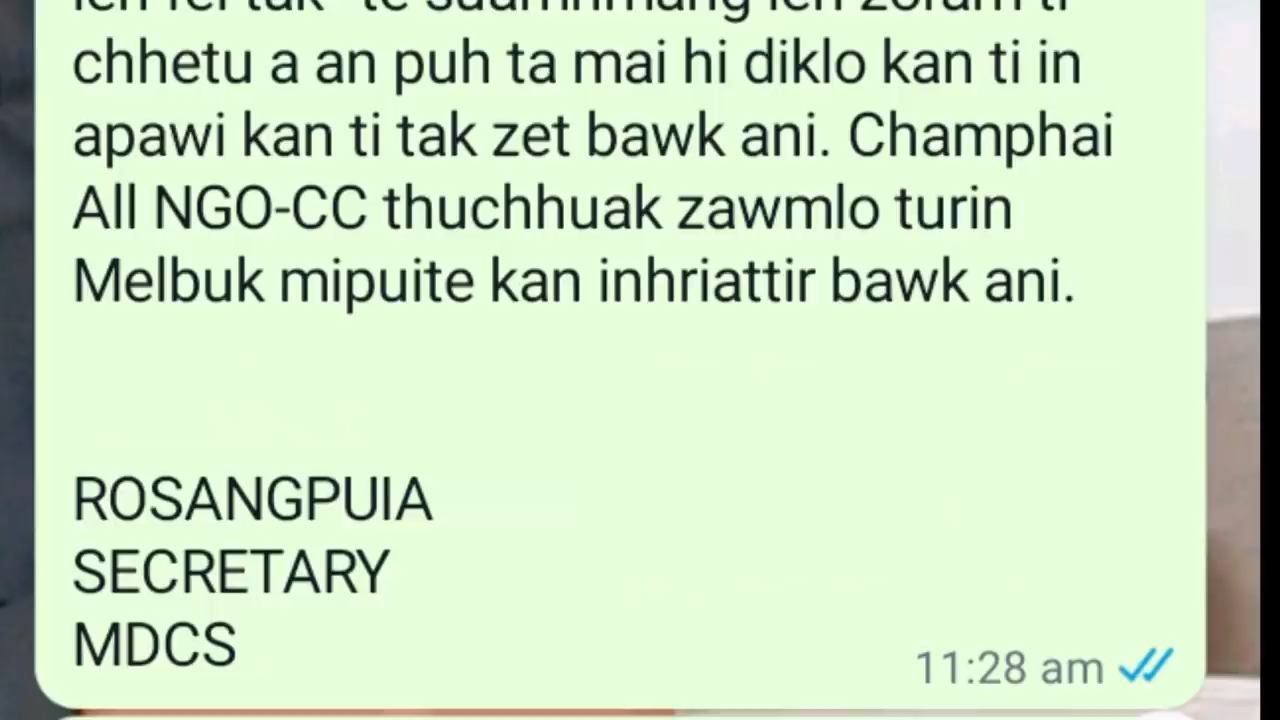 chhetu a an puh ta mai hi diklo kan ti in
apawi kan ti tak zet bawk ani. Champhai
All NGO-CC thuchhuak zawmlo turin
Melbuk mipuite kan inhriattir bawk ani.
ROSANGPUIA
SECRETARY
MDCS
11:28 am